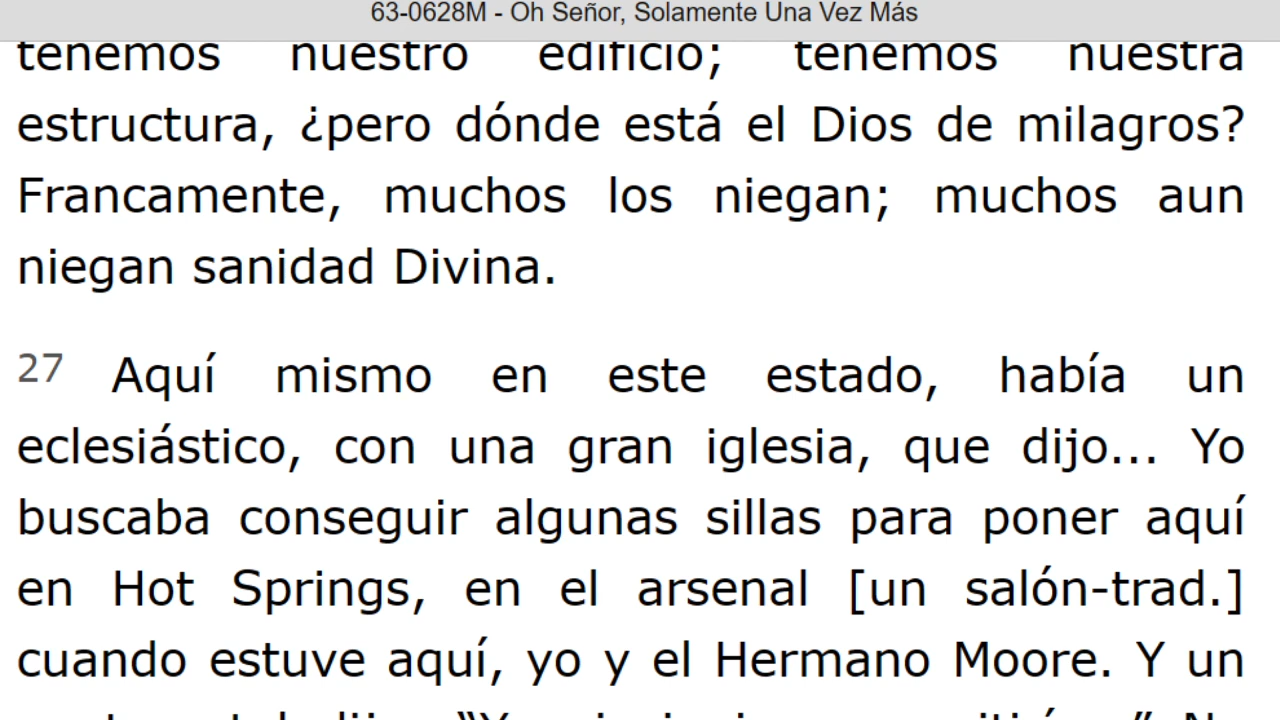 63-0628M - Oh Señor, Solamente Una Vez Más
tenemos nuestro edificio; tenemos nuestra
estructura, ¿pero dónde está el Dios de milagros?
Francamente, muchos los niegan; muchos aun
niegan sanidad Divina.
27 Aquí mismo en este estado, había un
eclesiástico, con una gran iglesia, que dijo... Yo
buscaba conseguir algunas sillas para poner aquí
en Hot Springs, en el arsenal [un salón-trad.]
cuando estuve aquí, yo y el Hermano Moore. Y un